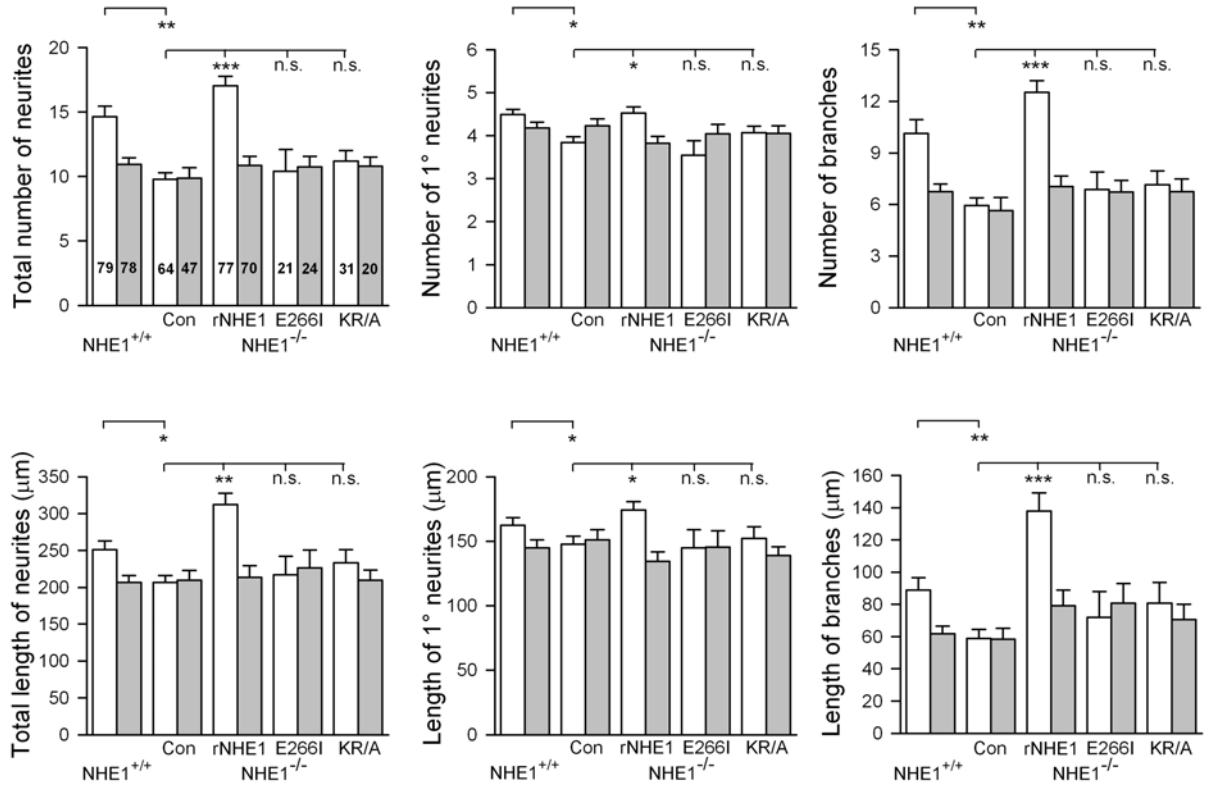 **
*
**
20
15
10
5
0
Total number of neurites
***
n.s.
n.s.
79 78 64 47 77 70 21 24 31 20
Con rNHE1 E266I KR/A
NHE1+/+ NHE1-/-
6
5
4
3
2
1
0
Number of 1° neurites
*
n.s.
n.s.
Con rNHE1 E266I KR/A
NHE1+/+ NHE1-/-
15
12
9
6
3
0
Number of branches
***
n.s.
n.s.
Con rNHE1 E266I KR/A
NHE1+/+ NHE1-/-
*
*
**
350
300
250
200
150
100
50
0
Total length of neurites (μm)
**
n.s.
n.s.
Con rNHE1 E266I KR/A
NHE1+/+ NHE1-/-
200
150
100
50
0
Length of 1° neurites (μm)
*
n.s.
n.s.
Con rNHE1 E266I KR/A
NHE1+/+ NHE1-/-
160
140
120
100
80
60
40
20
0
Length of branches (μm)
***
n.s.
n.s.
Con rNHE1 E266I KR/A
NHE1+/+ NHE1-/-